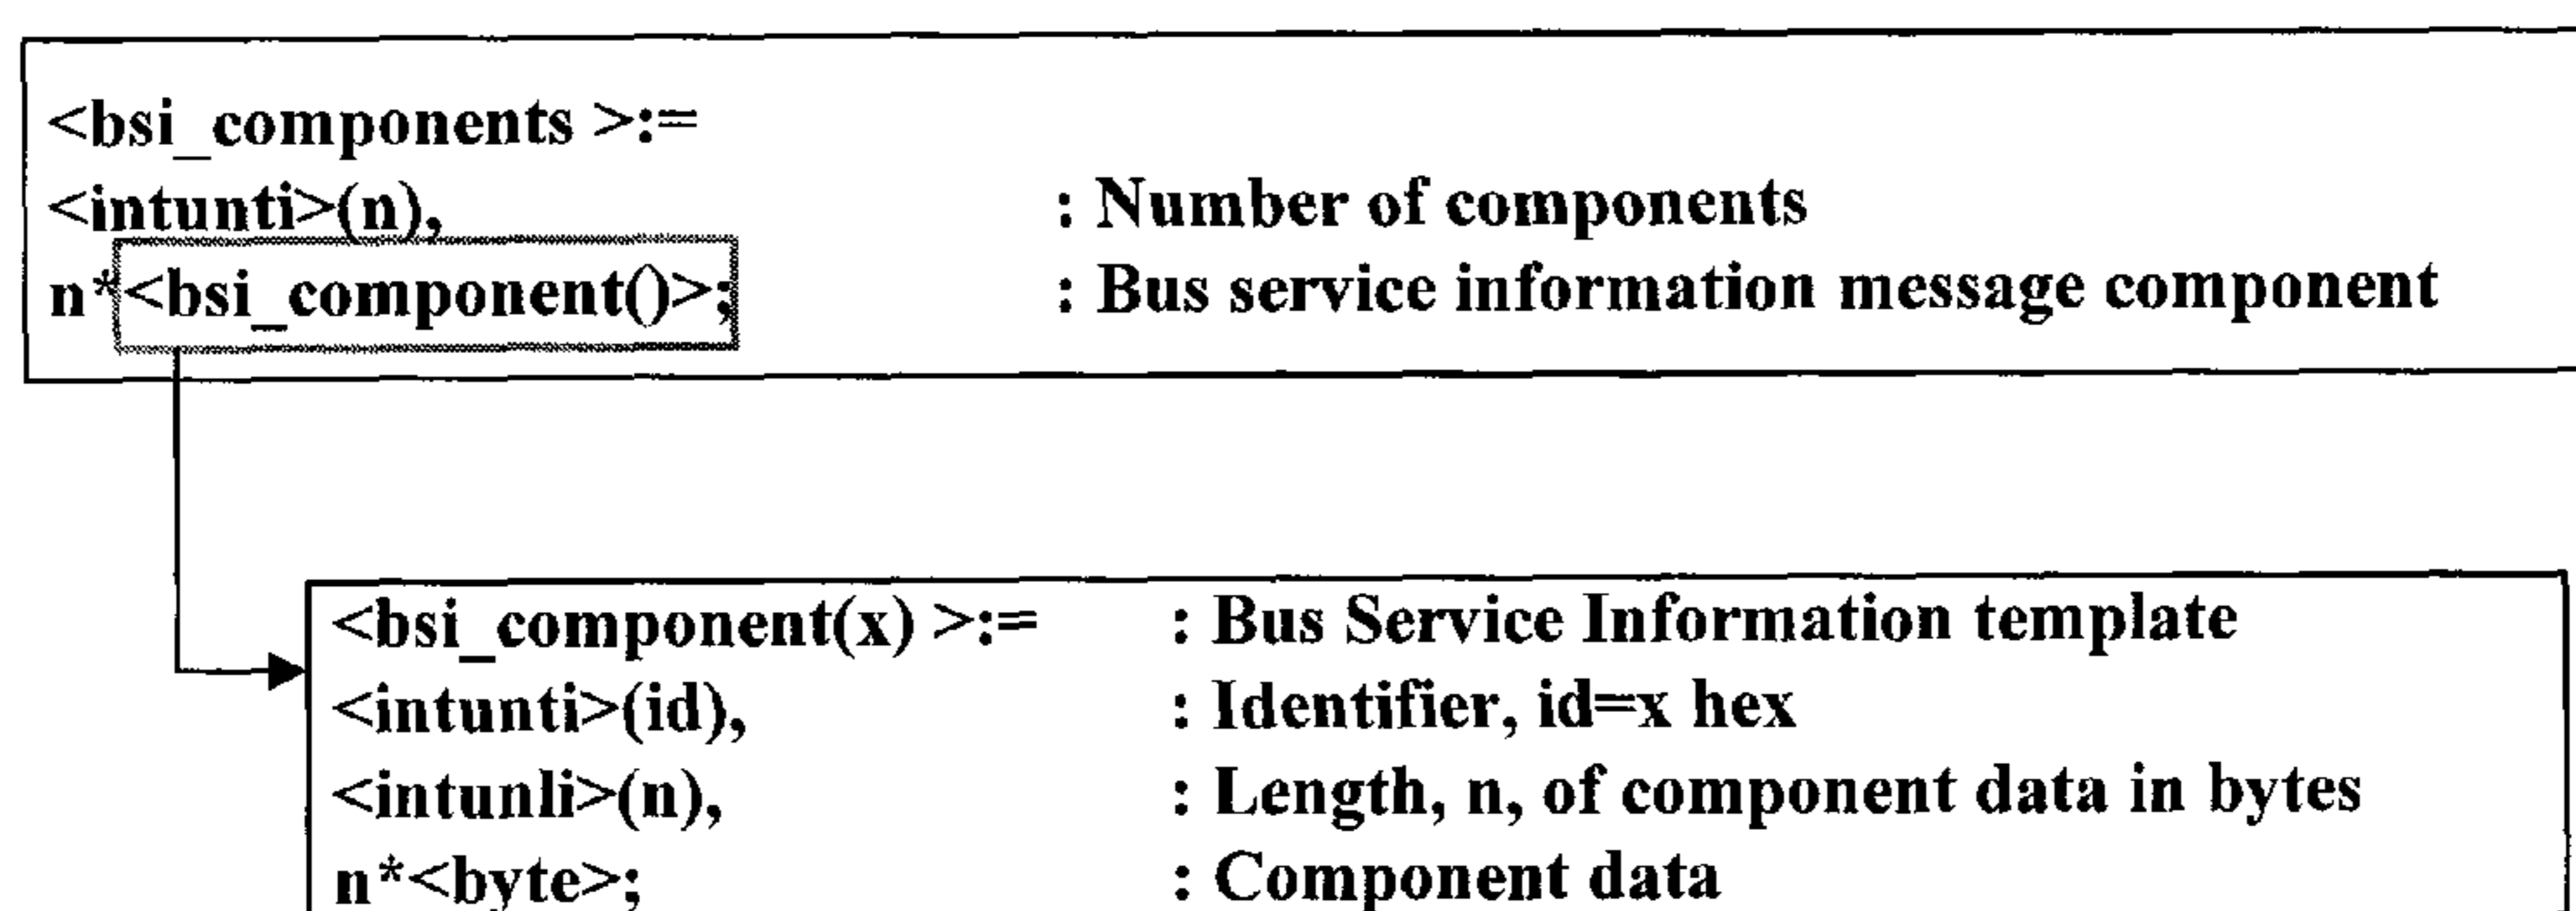 <bsi_components >:=
<intunti>(n), : Number of components
n*<bsi_component()>; : Bus service information message component
<bsi_component(x) >:= : Bus Service Information template
<intunti>(id), : Identifier, id=x hex
<intunli>(n), : Length, n, of component data in bytes
n*<byte>; : Component data